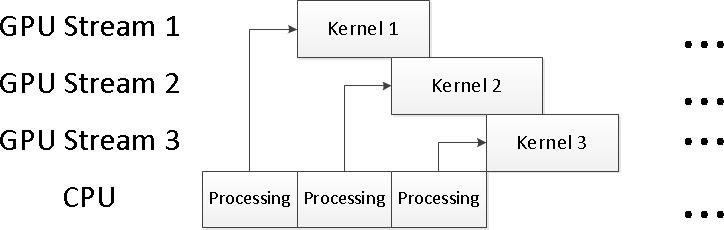 GPU Stream 1
Kernel 1
...
GPU Stream 2
Kernel 2
...
GPU Stream 3
Kernel 3
...
CPU
Processing
Processing
Processing
...